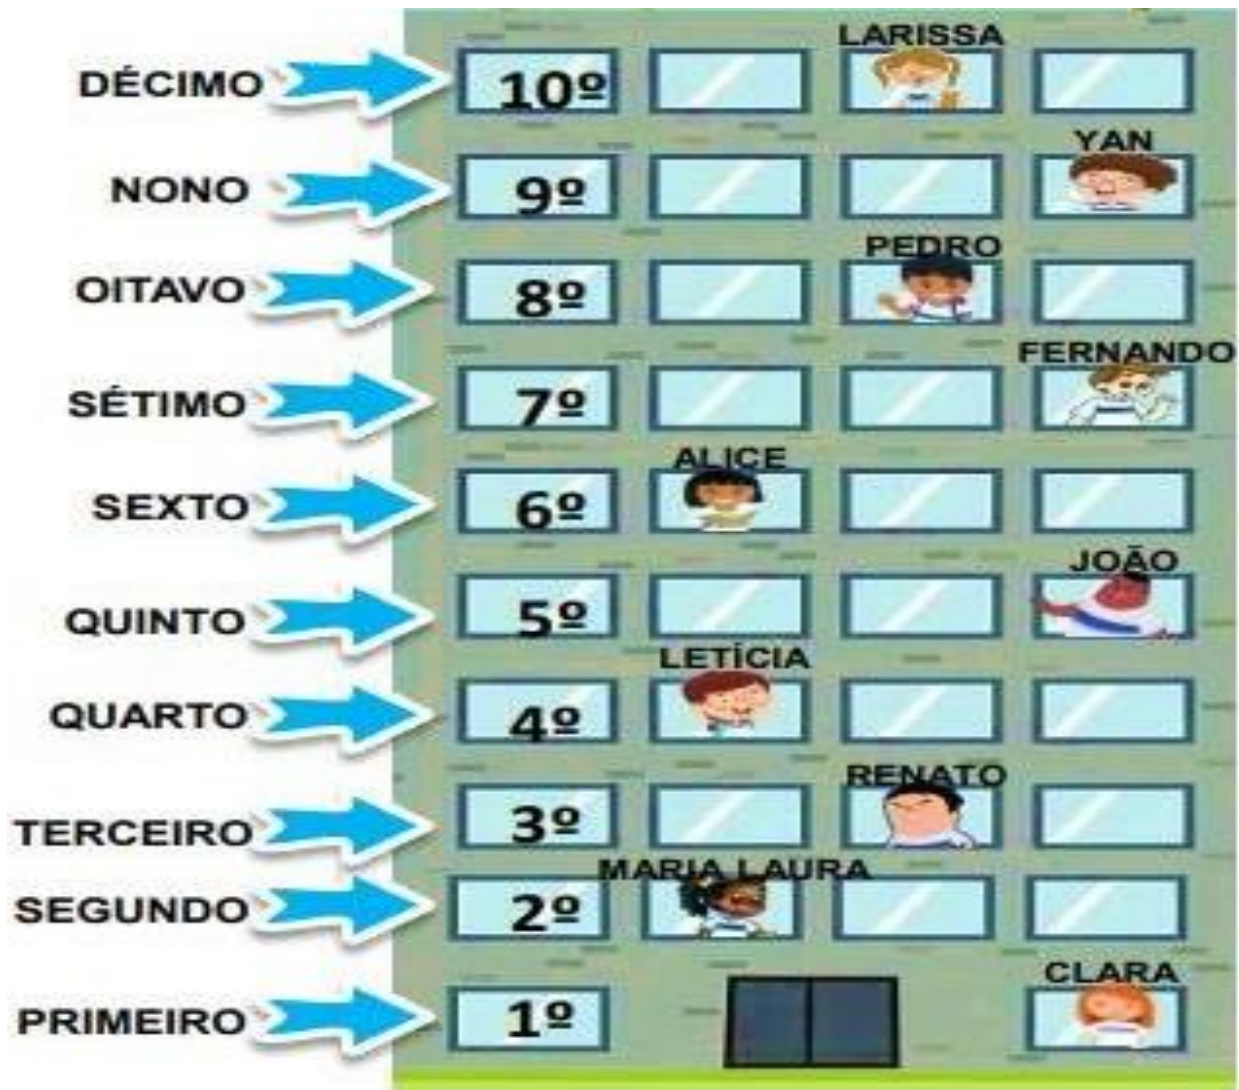 LARISSA
DÉCIMO 10º
YAN
NONO 9º
PEDRO
OITAVO 8º
FERNANDO
SÉTIMO 7º
ALICE
SEXTO 6º
JOÃO
QUINTO 5º
LETÍCIA
QUARTO 4º
RENATO
TERCEIRO 3º
MARIA LAURA
SEGUNDO 2º
CLARA
PRIMEIRO 1º